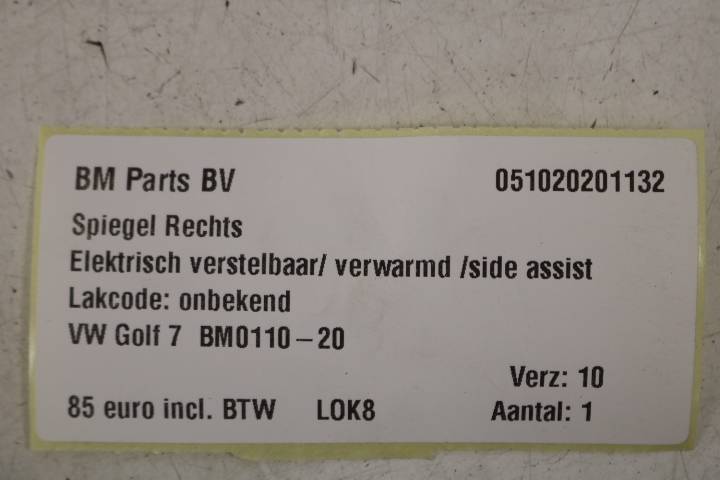 BM Parts BV 051020201132
Spiegel Rechts
Elektrisch verstelbaar/ verwarmd /side assist
Lakcode: onbekend
VW Golf 7 BM0110-20
Verz: 10
85 euro incl. BTW LOK8 Aantal: 1